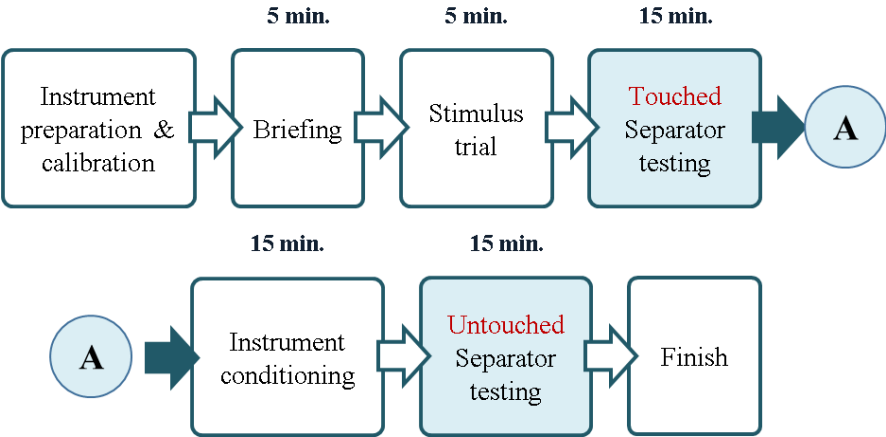 5 min.
5 min.
15 min.
Instrument
preparation &
calibration
Briefing
Stimulus
trial
Touched
Separator
testing
A
15 min.
15 min.
A
Instrument
conditioning
Untouched
Separator
testing
Finish